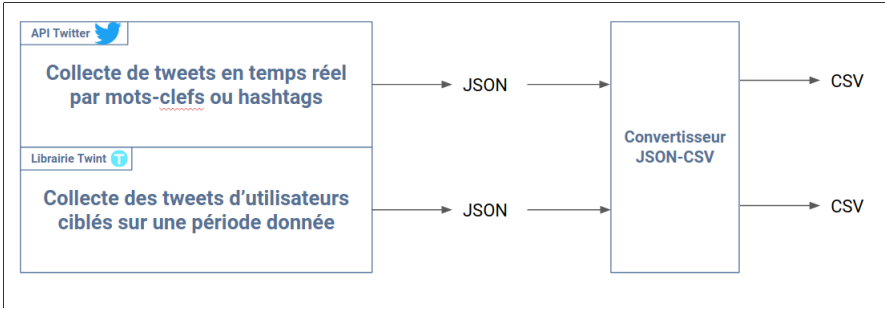 API Twitter
Collecte de tweets en temps réel
par mots-clefs ou hashtags
JSON
CSV
Convertisseur
JSON-CSV
Librairie Twint
T
Collecte des tweets d'utilisateurs
ciblés sur une période donnée
JSON
CSV